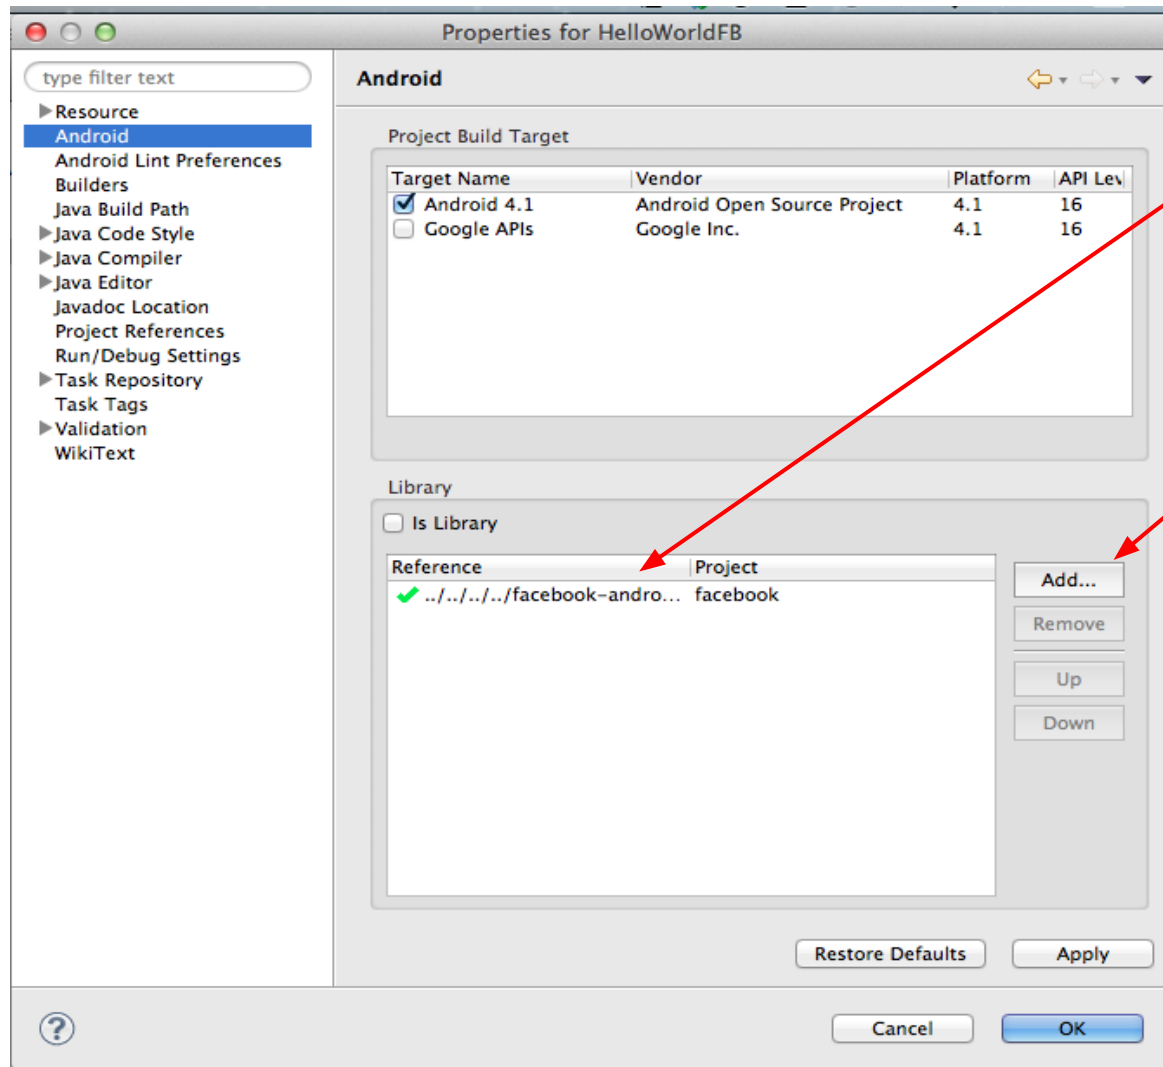 Properties for HelloWorldFB
type filter text
Resource
Android
Android Lint Preferences
Builders
Java Build Path
Java Code Style
Java Compiler
Java Editor
Javadoc Location
Project References
Run/Debug Settings
Task Repository
Task Tags
Validation
WikiText
Android
Project Build Target
Target Name Vendor Platform API Lev
Android 4.1 Android Open Source Project 4.1 16
Google APIs Google Inc. 4.1 16
Library
Is Library
Reference Project
../../../../facebook-andro... facebook
Add...
Remove
Up
Down
Restore Defaults Apply
? Cancel OK